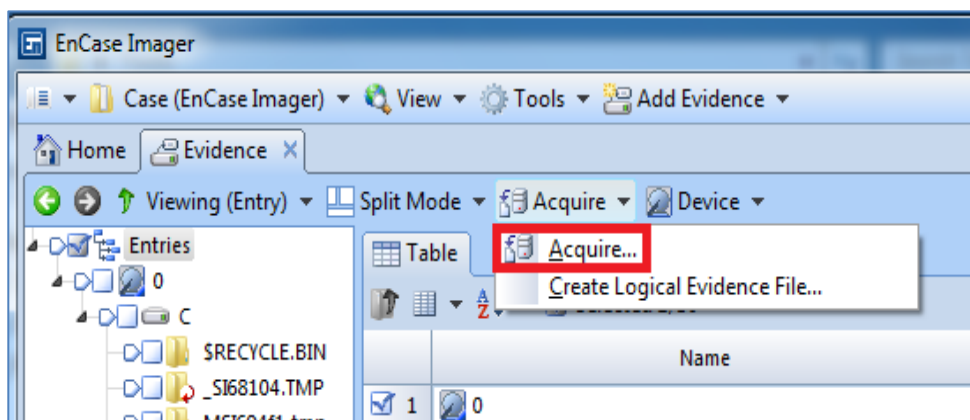 EnCase Imager
Case (EnCase Imager) View Tools Add Evidence
Home Evidence
Viewing (Entry) Split Mode Acquire Device
Entries
Table
Acquire...
0
Create Logical Evidence File...
C
$RECYCLE.BIN
Name
_SI68104.TMP
1 0